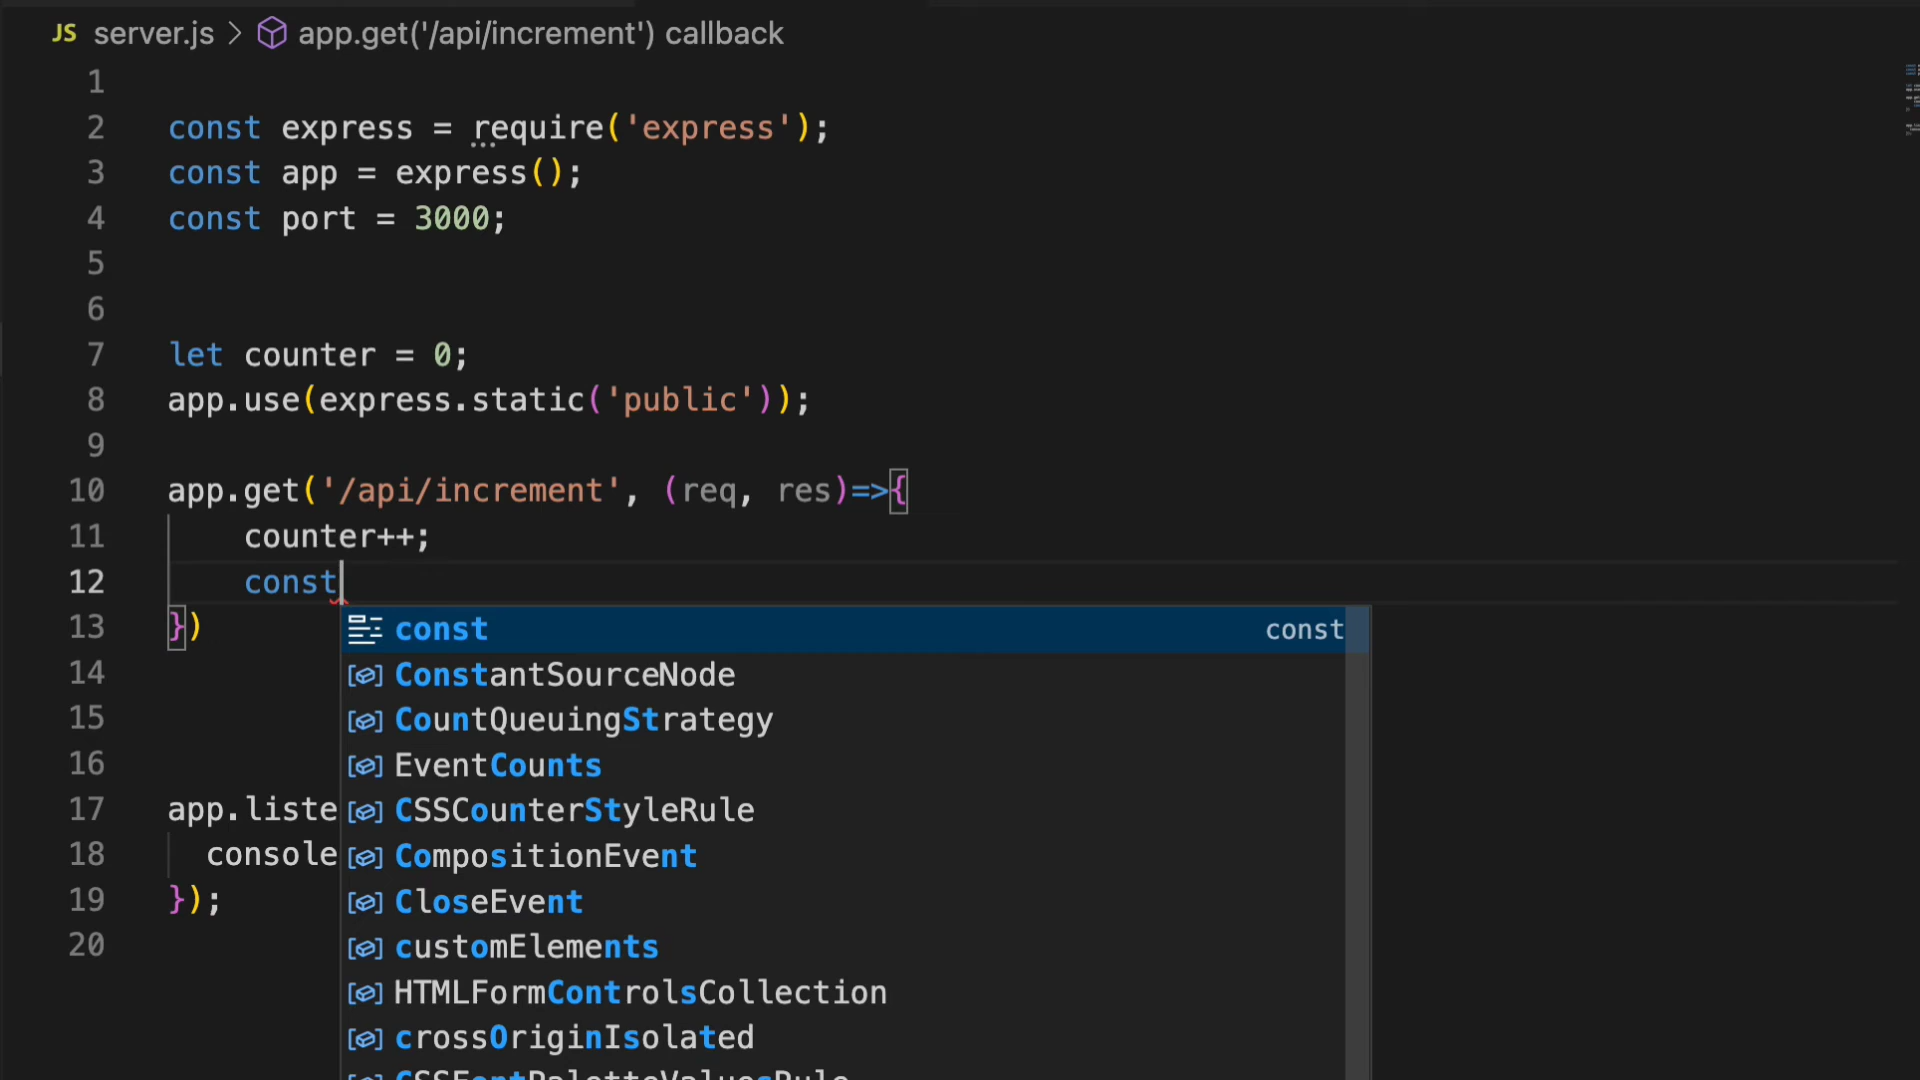 JS server.js > app.get('/api/increment') callback
1
2 const express = require('express');
3 const app = express();
4 const port = 3000;
5
6
7 let counter = 0;
8 app.use(express.static('public'));
9
10 app.get('/api/increment', (req, res)=>{
11 counter++;
12 const
13 })
const const
ConstantSourceNode
14
CountQueuingStrategy
15
EventCounts
16
17 app.liste
CSSCounterStyleRule
18 console
CompositionEvent
19 });
CloseEvent
20
customElements
HTMLFormControlsCollection
crossOriginIsolated